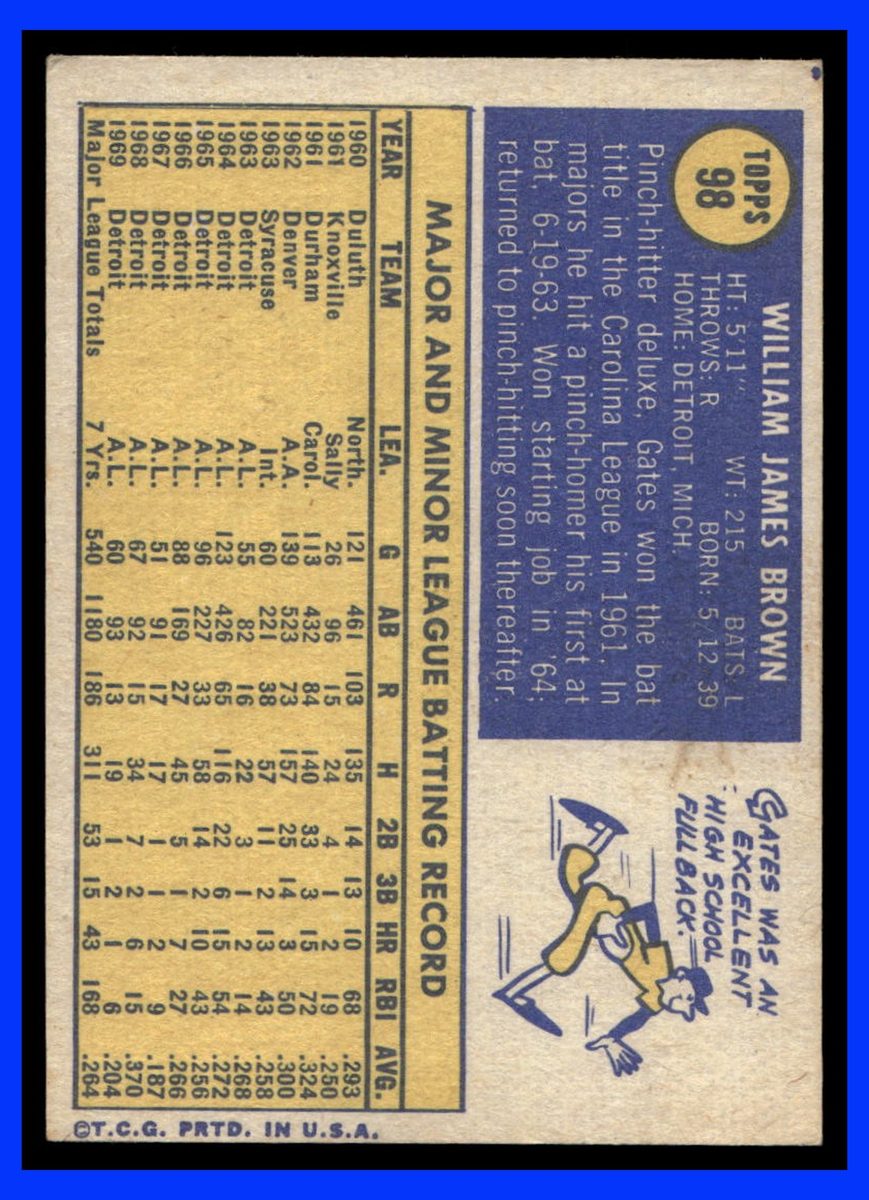 TOPPS
98
WILLIAM JAMES BROWN
HT: 5'11" WT: 215 BATS: L
THROWS: R BORN: 5/12/39
HOME: DETROIT, MICH.
Pinch-hitter deluxe, Gates won the bat
title in the Carolina League in 1961. In
majors he hit a pinch-homer his first at
bat, 6-19-63. Won starting job in '64;
returned to pinch-hitting soon thereafter.
GATES WAS AN
EXCELLENT
HIGH SCHOOL
FULLBACK.
MAJOR AND MINOR LEAGUE BATTING RECORD
YEAR TEAM LEA. G AB R H 2B 3B HR RBI AVG.
1960 Duluth North. 121 461 103 135 14 13 10 68 .293
1961 Knoxville Sally 26 96 15 24 4 1 2 19 .250
1961 Durham Carol. 113 432 84 140 33 3 15 72 .324
1962 Denver A.A. 139 523 73 157 25 14 3 50 .300
1963 Syracuse Int. 60 221 38 57 11 2 13 43 .258
1963 Detroit A.L. 55 82 16 22 3 1 2 14 .268
1964 Detroit A.L. 123 426 65 116 22 6 15 54 .272
1965 Detroit A.L. 96 227 33 58 14 2 10 43 .256
1966 Detroit A.L. 88 169 27 45 5 1 7 27 .266
1967 Detroit A.L. 51 91 17 17 1 1 2 9 .187
1968 Detroit A.L. 67 92 15 34 7 2 6 15 .370
1969 Detroit A.L. 60 93 13 19 1 2 1 6 .204
Major League Totals 7 Yrs. 540 1180 186 311 53 15 43 168 .264
©T.C.G. PRTD. IN U.S.A.